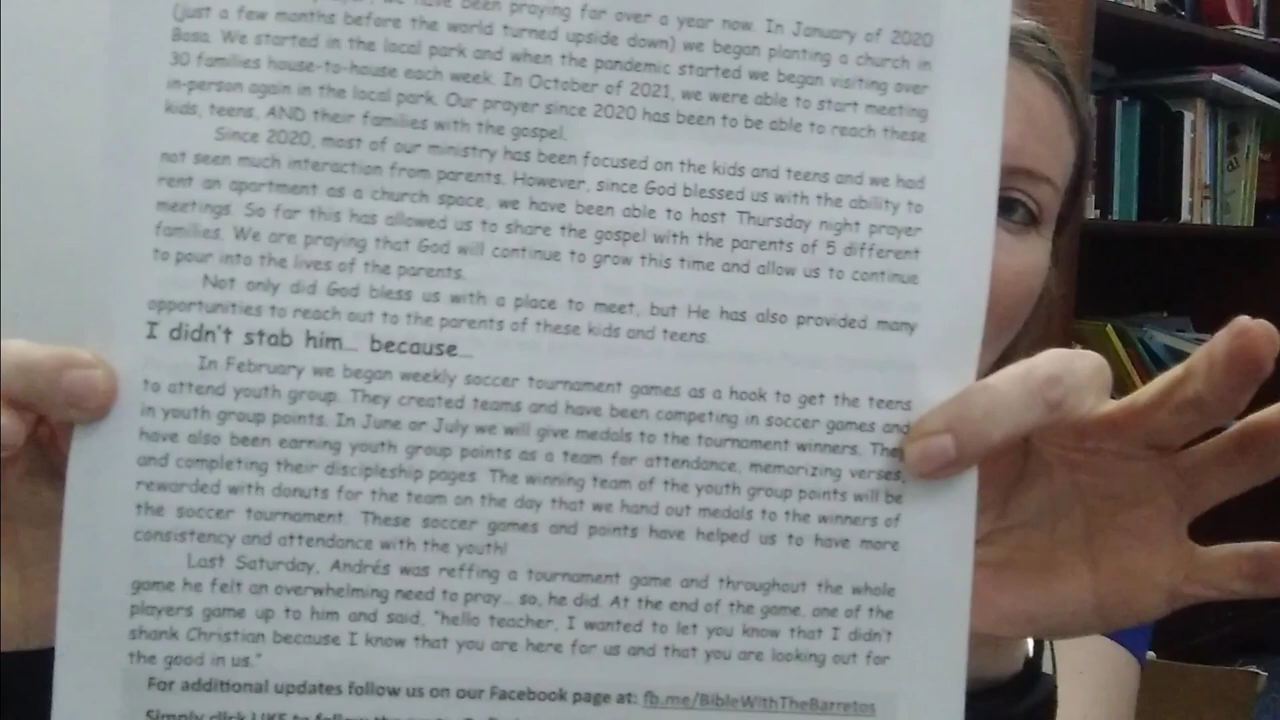 we have been praying for over a year now. In January of 2020
(just a few months before the world turned upside down) we began planting a church in
Bosa. We started in the local park and when the pandemic started we began visiting over
30 families house-to-house each week. In October of 2021, we were able to start meeting
in-person again in the local park. Our prayer since 2020 has been to be able to reach these
kids, teens, AND their families with the gospel.
Since 2020, most of our ministry has been focused on the kids and teens and we had
not seen much interaction from parents. However, since God blessed us with the ability to
rent an apartment as a church space, we have been able to host Thursday night prayer
meetings. So far this has allowed us to share the gospel with the parents of 5 different
families. We are praying that God will continue to grow this time and allow us to continue
to pour into the lives of the parents.
Not only did God bless us with a place to meet, but He has also provided many
opportunities to reach out to the parents of these kids and teens.
I didn't stab him... because...
In February we began weekly soccer tournament games as a hook to get the teens
to attend youth group. They created teams and have been competing in soccer games and
in youth group points. In June or July we will give medals to the tournament winners. They
have also been earning youth group points as a team for attendance, memorizing verses,
and completing their discipleship pages. The winning team of the youth group points will be
rewarded with donuts for the team on the day that we hand out medals to the winners of
the soccer tournament. These soccer games and points have helped us to have more
consistency and attendance with the youth!
Last Saturday, Andrés was reffing a tournament game and throughout the whole
game he felt an overwhelming need to pray... so, he did. At the end of the game, one of the
players game up to him and said, "hello teacher, I wanted to let you know that I didn't
shank Christian because I know that you are here for us and that you are looking out for
the good in us."
For additional updates follow us on our Facebook page at: fb.me/BibleWithTheBarretos
Simply click LIKE to follow